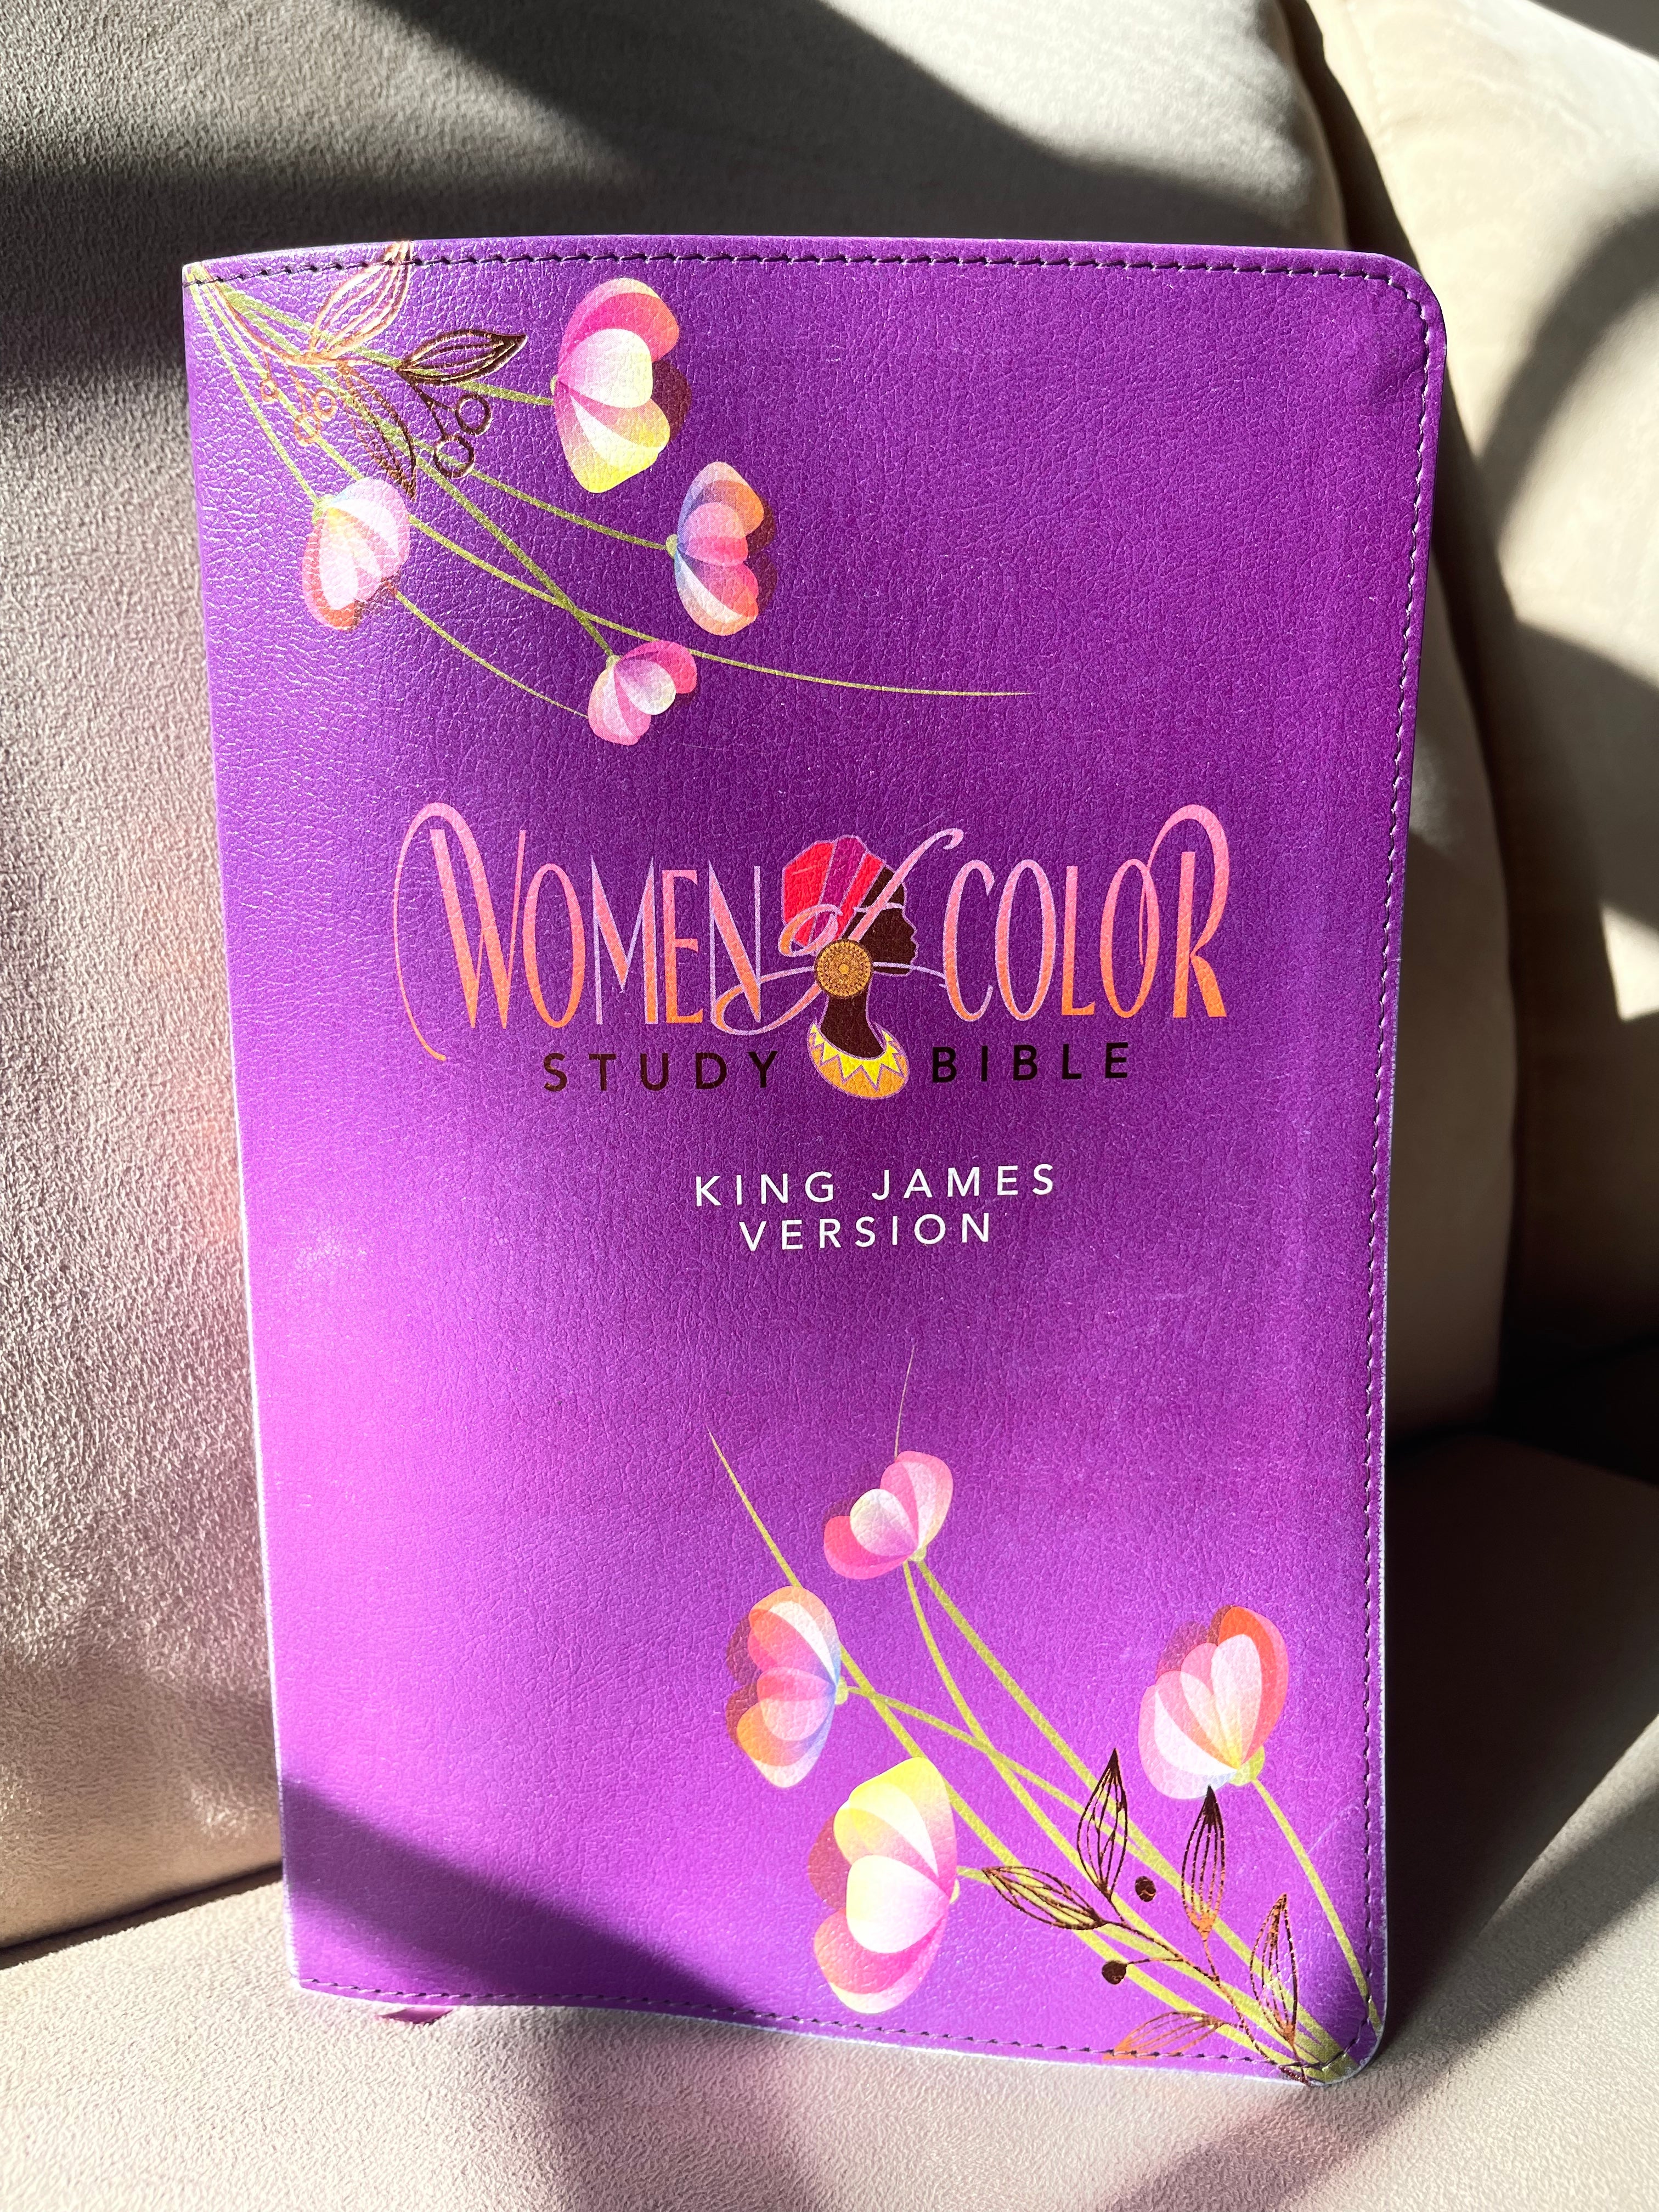 WOMEN of COLOR
STUDY BIBLE
KING JAMES
VERSION